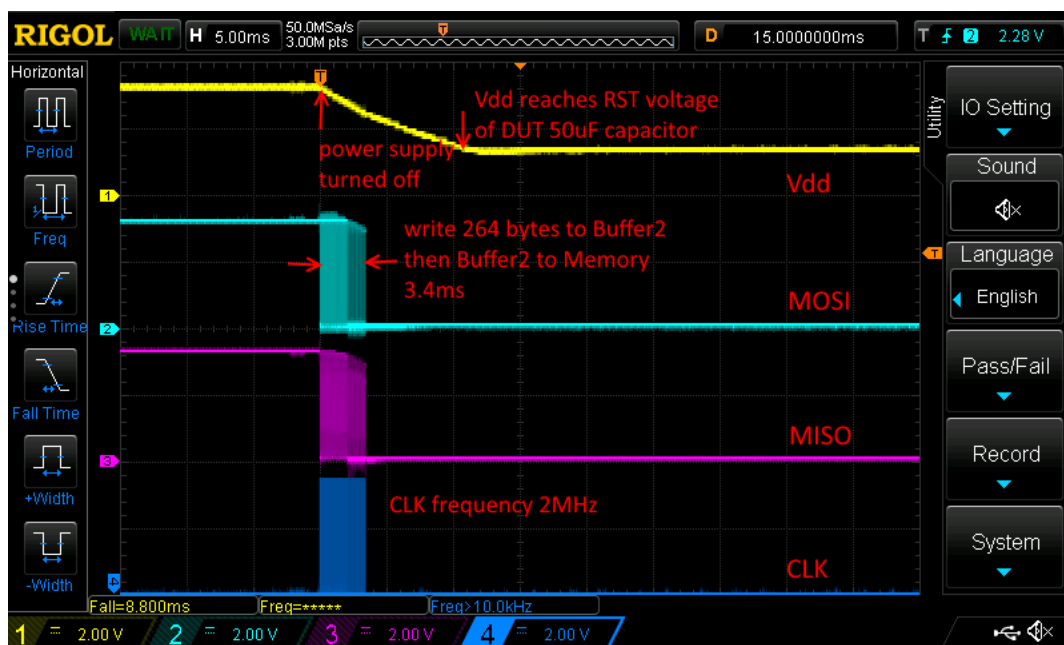 RIGOL WAIT H 5.00ms 50.0MSa/s 3.00M pts T D 15.0000000ms T 2 2.28 V
Horizontal
Period
Freq
Rise Time
Fall Time
+Width
-Width
T
Vdd reaches RST voltage
of DUT 50uF capacitor
power supply
turned off
Vdd
1
write 264 bytes to Buffer2
then Buffer2 to Memory
3.4ms
T
MOSI
2
MISO
3
CLK frequency 2MHz
CLK
4
Fall=8.800ms Freq=***** Freq>10.0kHz
1 = 2.00 V 2 = 2.00 V 3 = 2.00 V 4 = 2.00 V
Utility
IO Setting
Sound
Language
English
Pass/Fail
Record
System